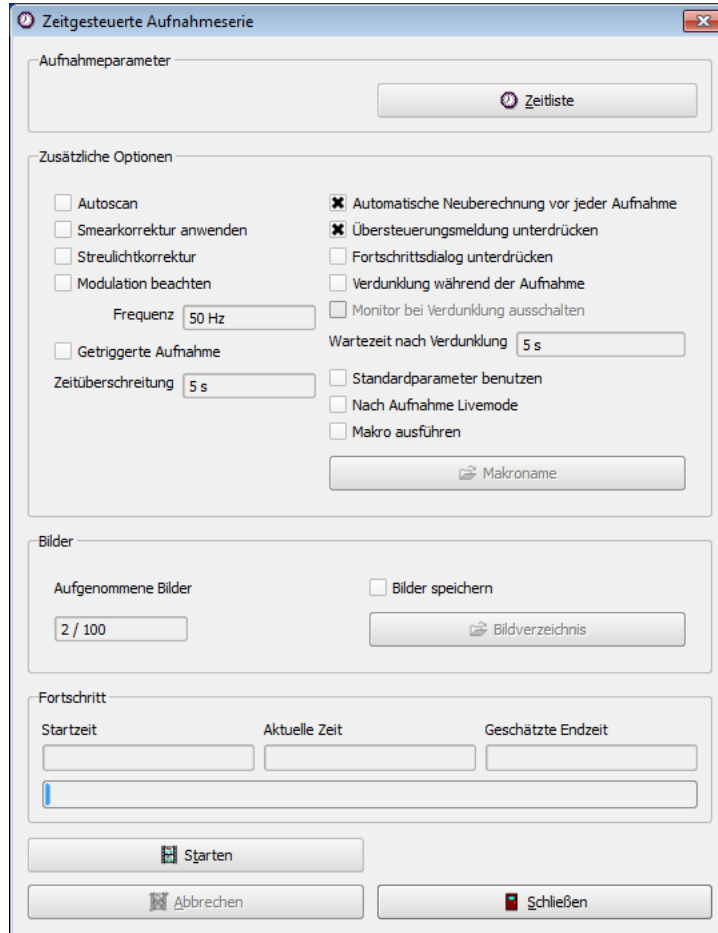 Zeitgesteuerte Aufnahmeserie
Aufnahmeparameter
Zeitliste
Zusätzliche Optionen
Autoscan
Smearkorrektur anwenden
Streulichtkorrektur
Modulation beachten
Frequenz 50 Hz
Getriggerte Aufnahme
Zeitüberschreitung 5 s
Automatische Neuberechnung vor jeder Aufnahme
Übersteuerungsmeldung unterdrücken
Fortschrittsdialog unterdrücken
Verdunklung während der Aufnahme
Monitor bei Verdunklung ausschalten
Wartezeit nach Verdunklung 5 s
Standardparameter benutzen
Nach Aufnahme Livemode
Makro ausführen
Makroname
Bilder
Aufgenommene Bilder
2 / 100
Bilder speichern
Bildverzeichnis
Fortschritt
Startzeit Aktuelle Zeit Geschätzte Endzeit
Starten
Abbrechen Schließen